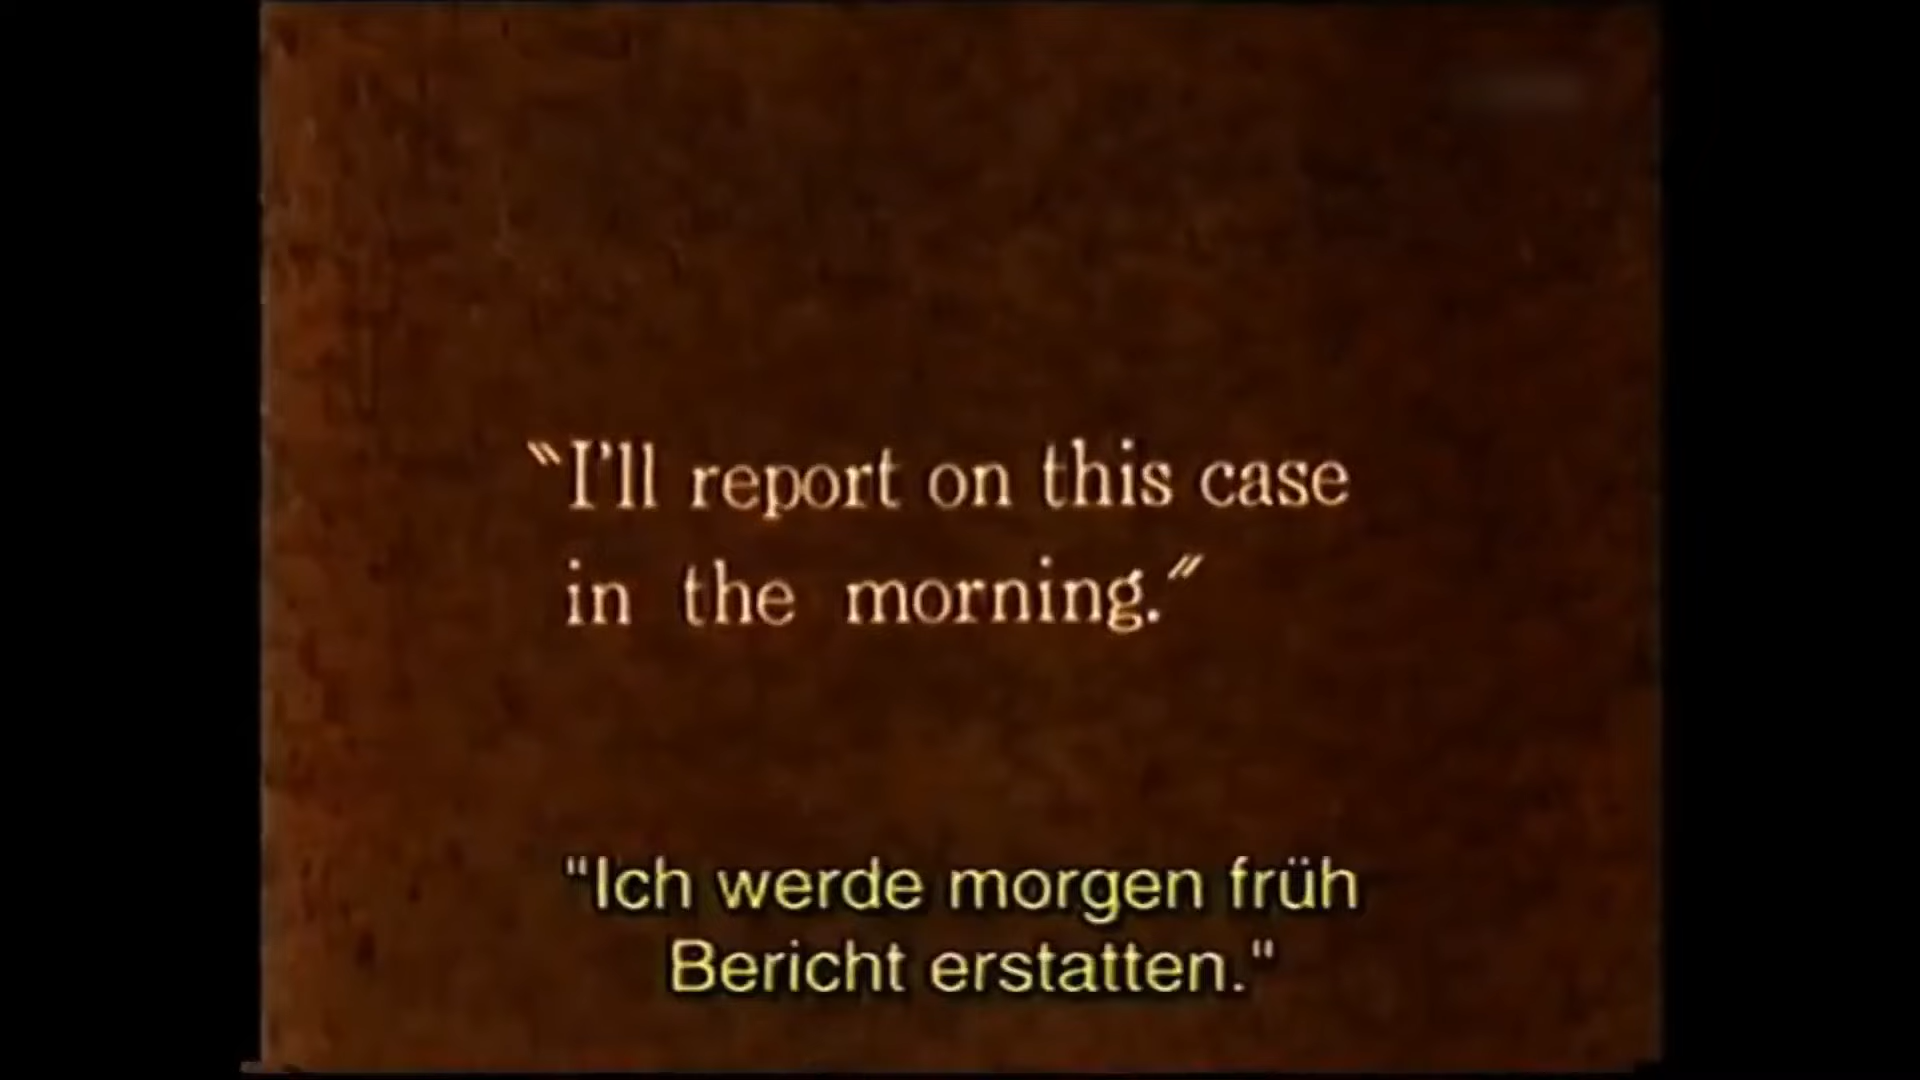 "I'll report on this case
in the morning."
"Ich werde morgen früh
Bericht erstatten."